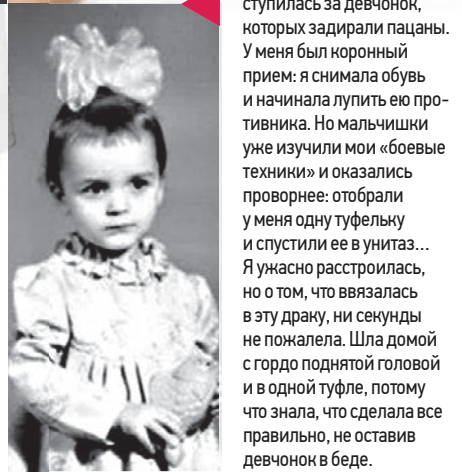 ступилась за девчонок,
которых задирали пацаны.
У меня был коронный
прием: я снимала обувь
и начинала лупить ею про-
тивника. Но мальчишки
уже изучили мои «боевые
техники» и оказались
проворнее: отобрали
у меня одну туфельку
и спустили ее в унитаз...
Я ужасно расстроилась,
но о том, что ввязалась
в эту драку, ни секунды
не пожалела. Шла домой
с гордо поднятой головой
и в одной туфле, потому
что знала, что сделала все
правильно, не оставив
девчонок в беде.